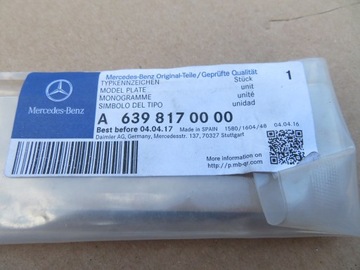 Mercedes-Benz Original-Teile/Geprüfte Qualität
TYPKENNZEICHEN Stück 1
MODEL PLATE unit
MONOGRAMME unité
SIMBOLO DEL TIPO unidad
Mercedes-Benz
A 639 817 00 00
Best before 04.04.17 Made in SPAIN 1580/1604/48 04.04.16
Daimler AG, Germany, Mercedesstr. 137, 70327 Stuttgart
More information on
http://p.mb-qr.com